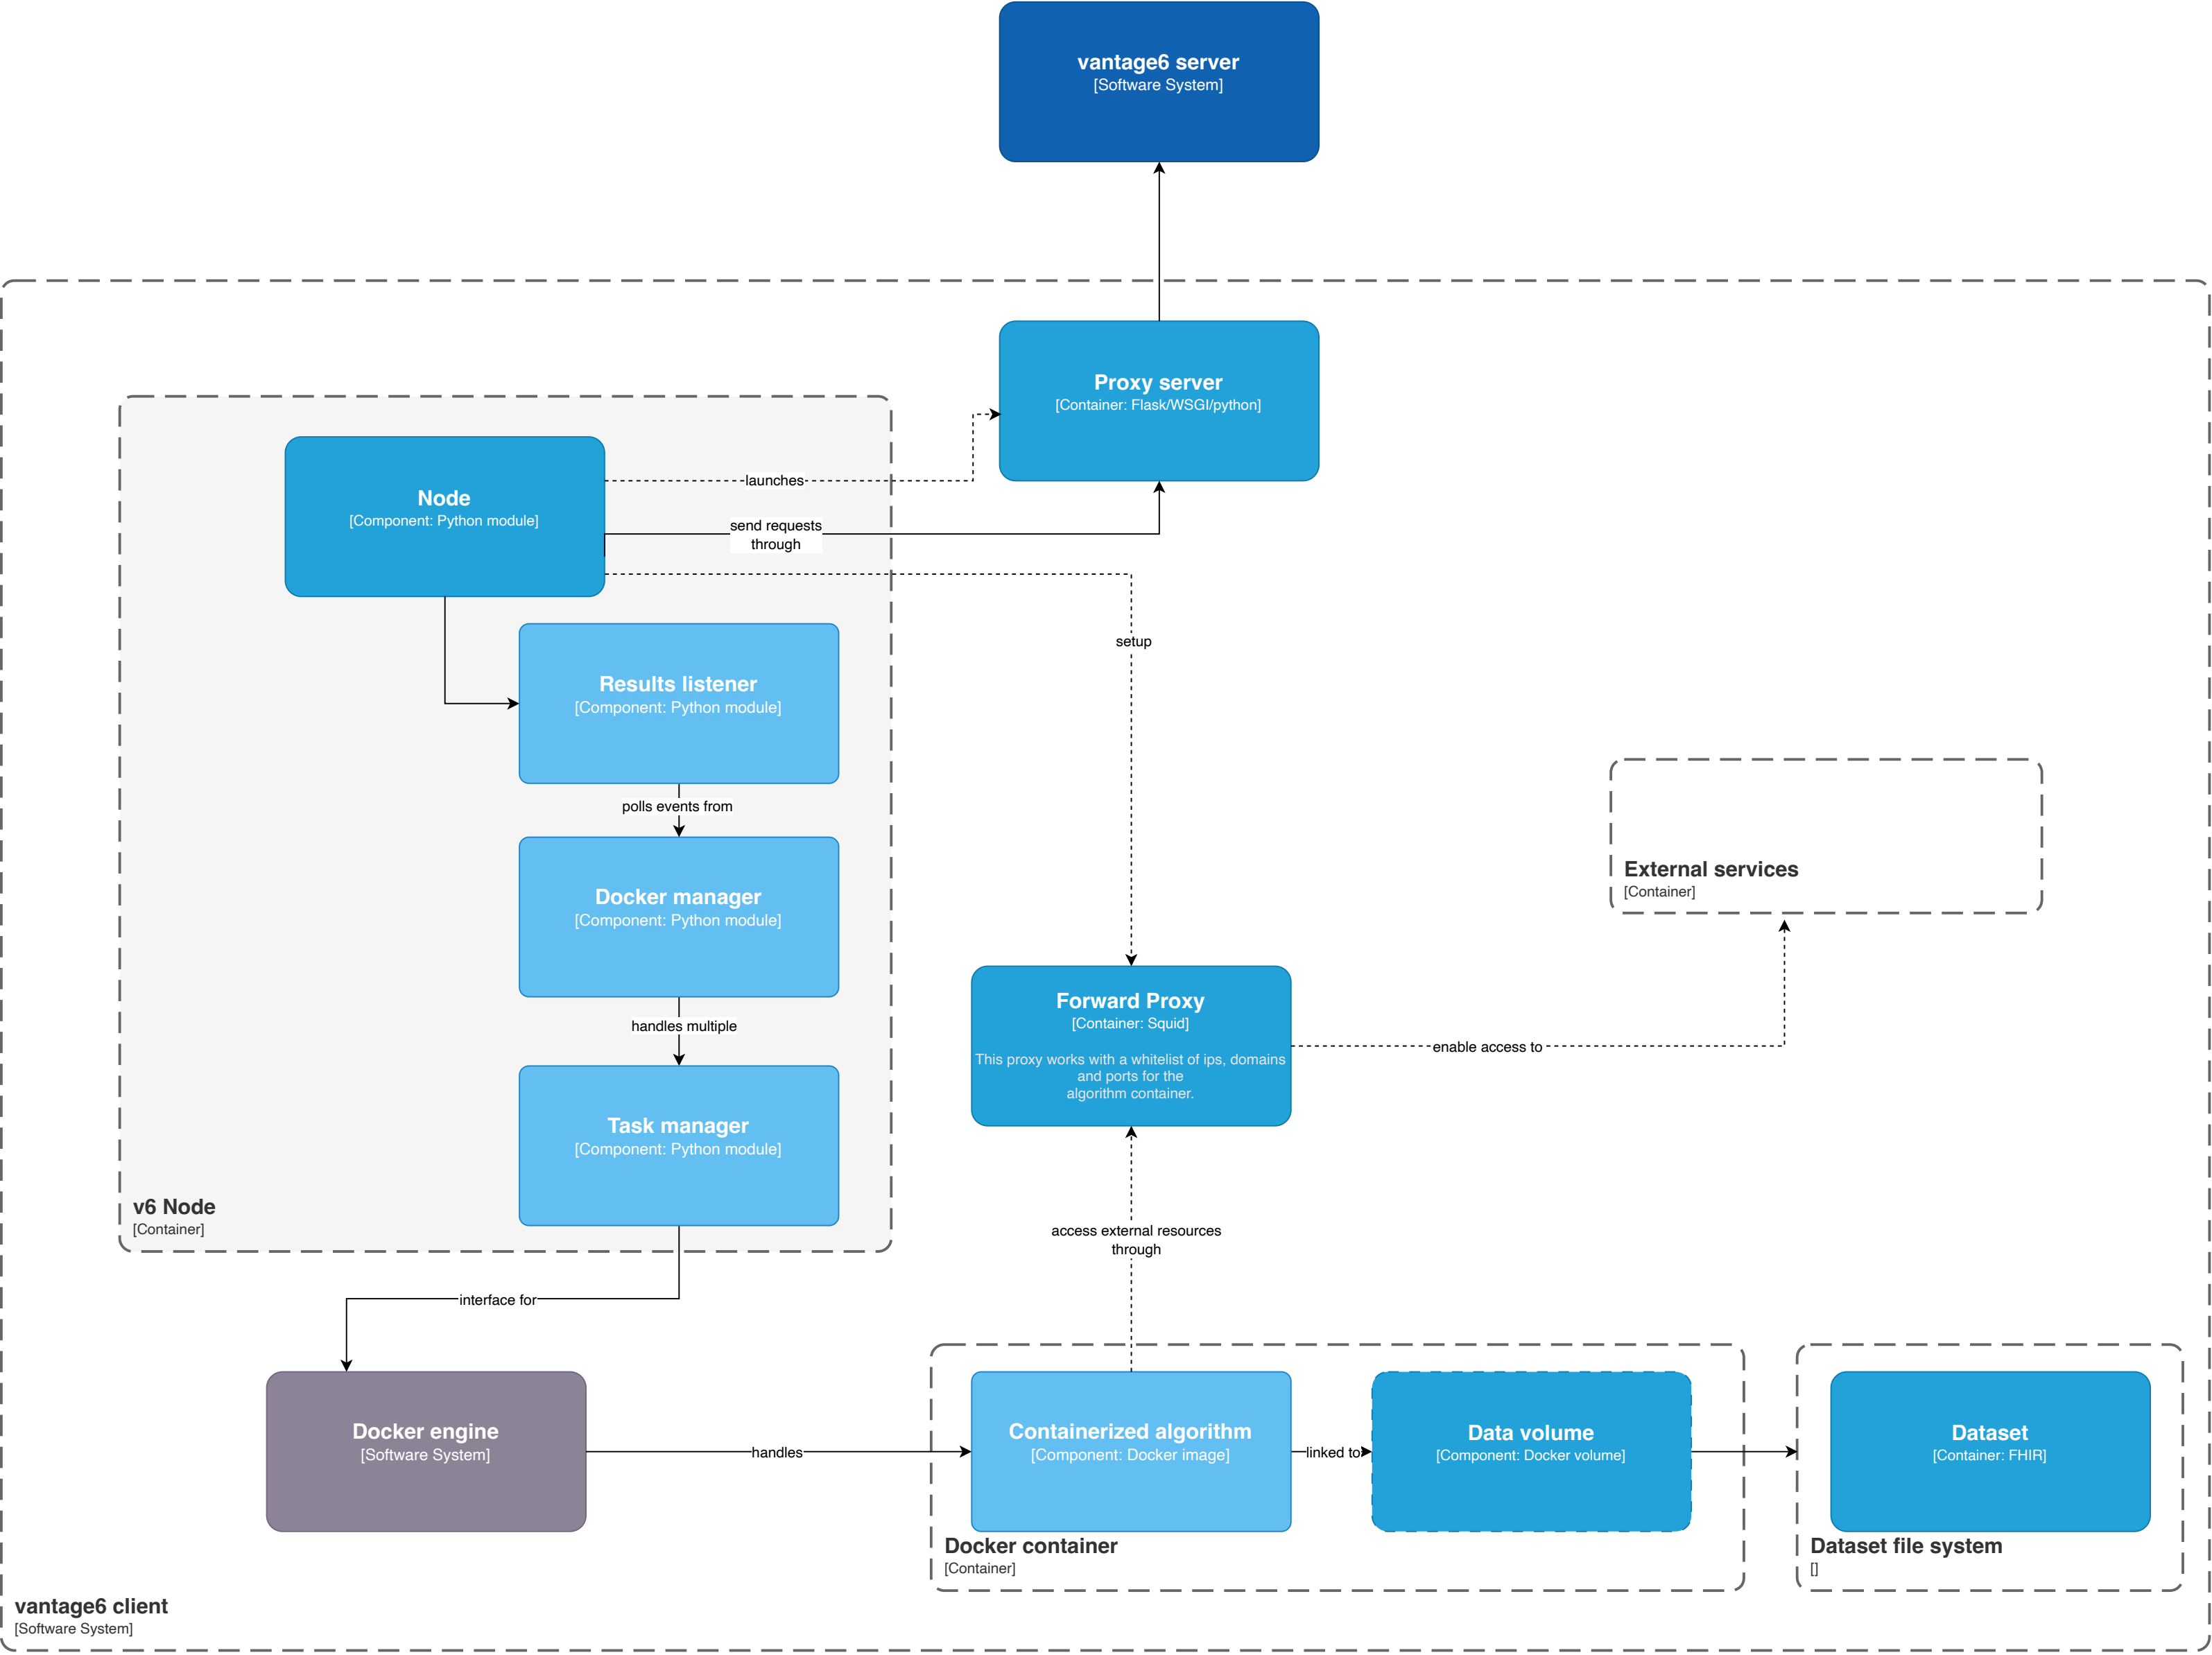 vantage6 server
[Software System]
Proxy server
[Container: Flask/WSGI/python]
launches
Node
[Component: Python module]
send requests
through
setup
Results listener
[Component: Python module]
polls events from
External services
[Container]
Docker manager
[Component: Python module]
Forward Proxy
[Container: Squid]
This proxy works with a whitelist of ips, domains
and ports for the
algorithm container.
handles multiple
enable access to
Task manager
[Component: Python module]
v6 Node
[Container]
access external resources
through
interface for
Docker engine
[Software System]
handles
Containerized algorithm
[Component: Docker image]
linked to
Data volume
[Component: Docker volume]
Dataset
[Container: FHIR]
Docker container
[Container]
Dataset file system
[]
vantage6 client
[Software System]